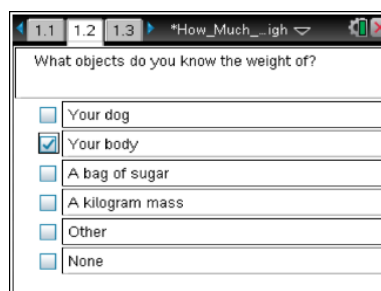 1.1 1.2 1.3 *How_Much_...igh
What objects do you know the weight of?
Your dog
Your body
A bag of sugar
A kilogram mass
Other
None